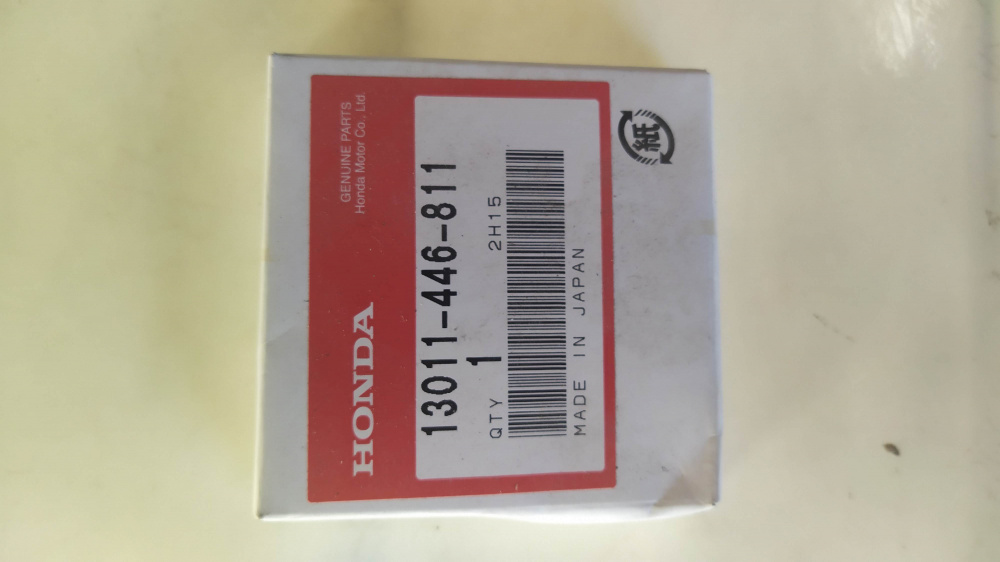 HONDA
GENUINE PARTS
Honda Motor Co., Ltd.
13011-446-811
QTY 1 2H15
MADE IN JAPAN
紙